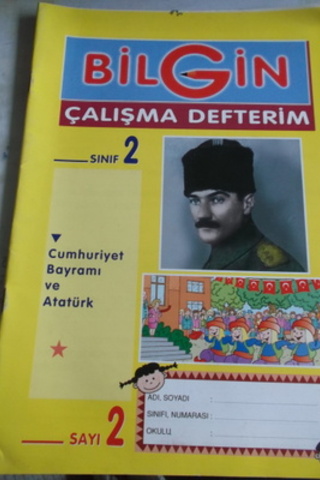 BİLGİN
ÇALIŞMA DEFTERİM
SINIF 2
Cumhuriyet
Bayramı
ve
Atatürk
ADI, SOYADI :
SINIFI, NUMARASI :
OKULU :
SAYI 2